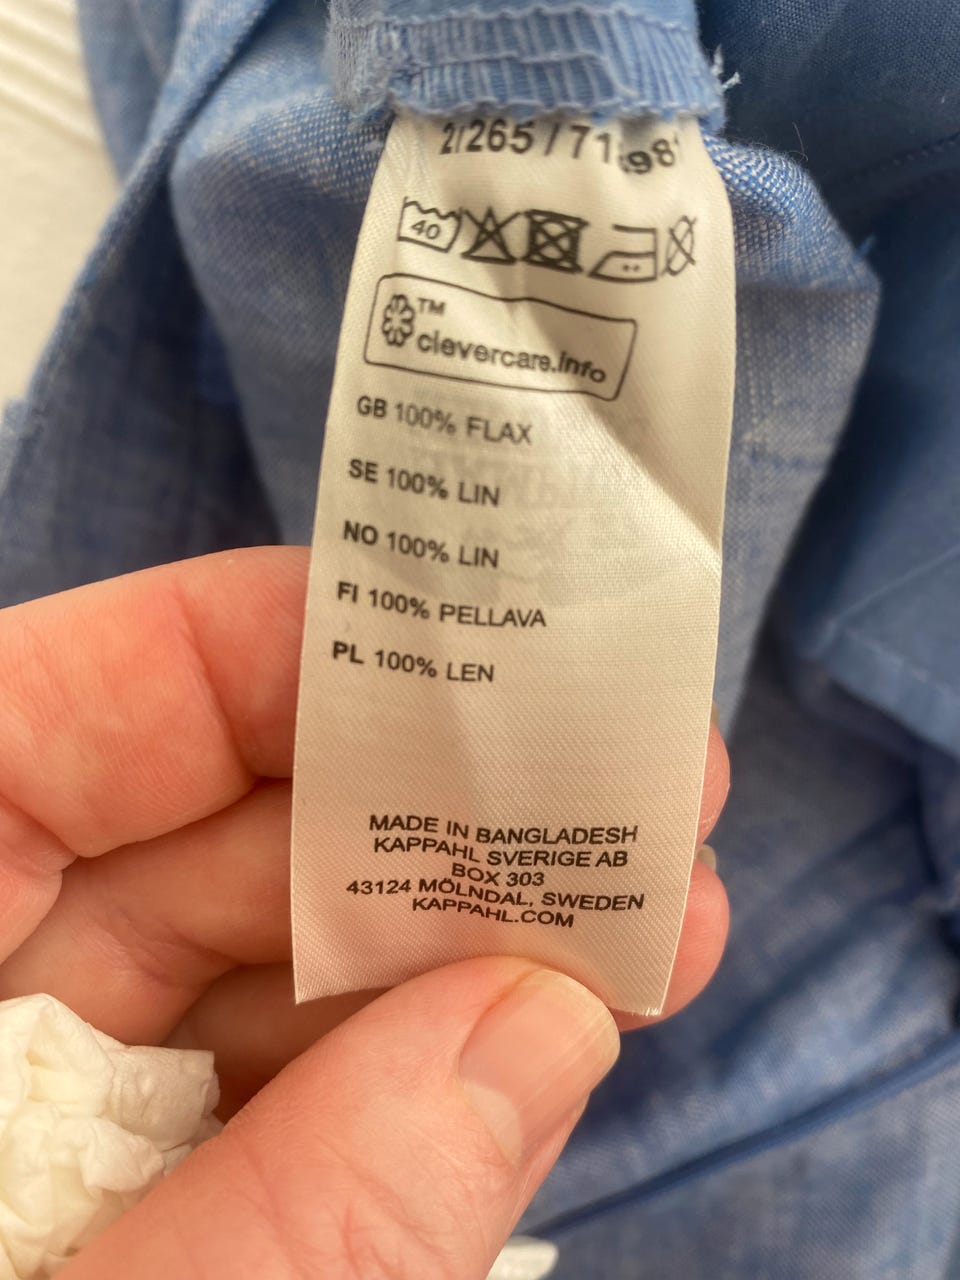 2/265 / 71
40
TM
clevercare.info
GB 100% FLAX
SE 100% LIN
NO 100% LIN
FI 100% PELLAVA
PL 100% LEN
MADE IN BANGLADESH
KAPPAHL SVERIGE AB
BOX 303
43124 MÖLNDAL, SWEDEN
KAPPAHL.COM